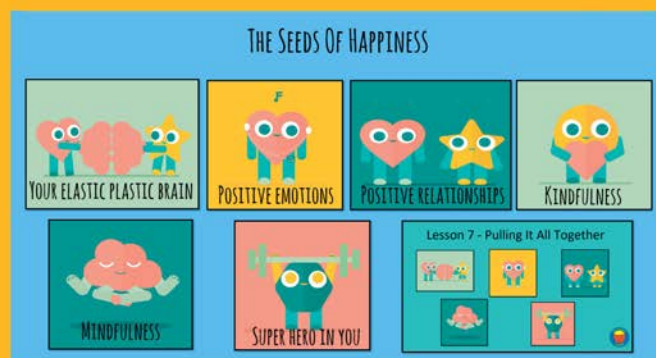 The Seeds Of Happiness
Your elastic plastic brain
Positive emotions
Positive relationships
Kindfulness
Mindfulness
Super hero in you
Lesson 7 - Pulling It All Together